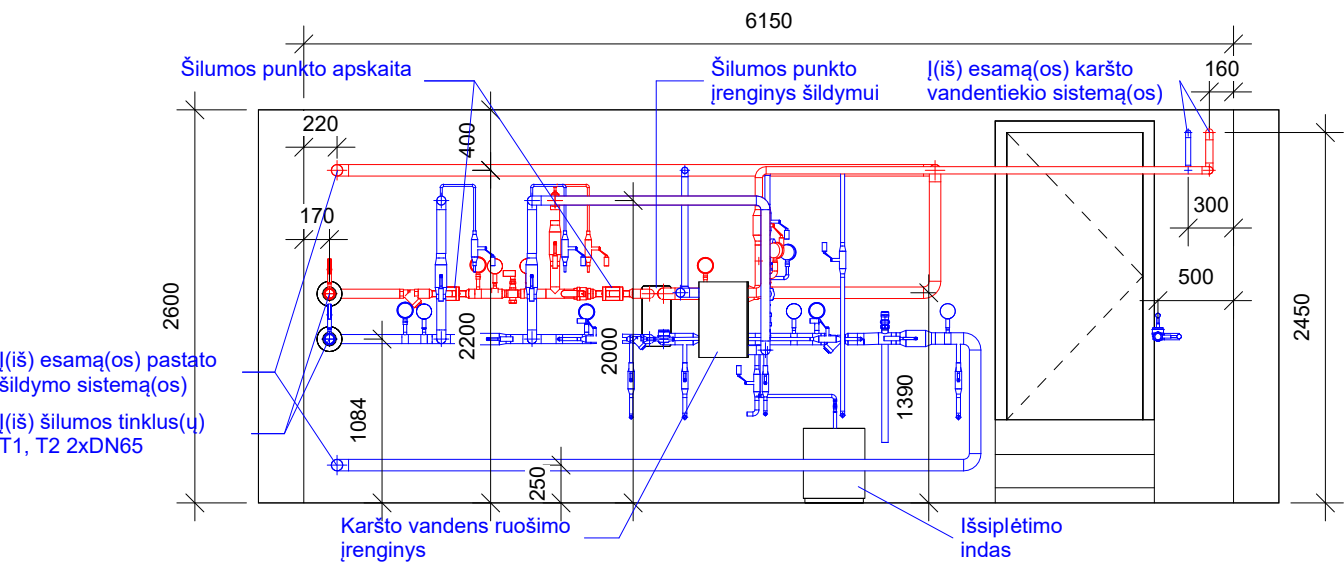 6150
Šilumos punkto apskaita
Šilumos punkto
įrenginys šildymui
Į(iš) esamą(os) karšto
vandentiekio sistemą(os)
160
220
400
170
300
500
2600
2450
2200
2000
1390
1084
250
Į(iš) esamą(os) pastato
šildymo sistemą(os)
Į(iš) šilumos tinklus(ų)
T1, T2 2xDN65
Karšto vandens ruošimo
įrenginys
Išsiplėtimo
indas